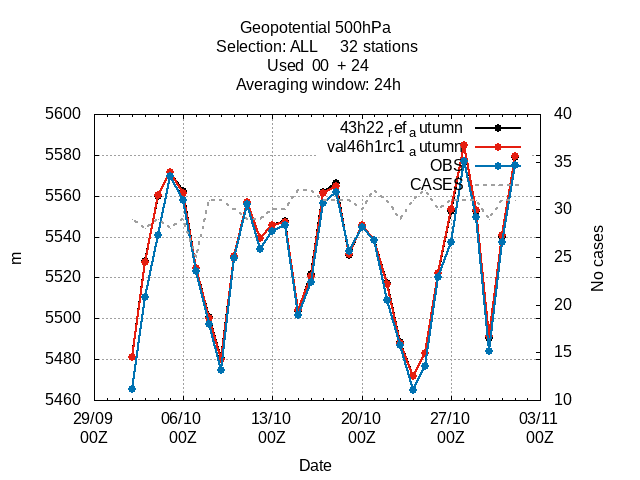 Geopotential 500hPa
Selection: ALL     32 stations
Used  00  + 24
Averaging window: 24h
5600
5580
5560
5540
5520
5500
5480
5460
m
40
35
30
25
20
15
10
No cases
43h22_ref_autumn
val46h1rc1_autumn
OBS
CASES
29/09 06/10 13/10 20/10 27/10 03/11
00Z 00Z 00Z 00Z 00Z 00Z
Date